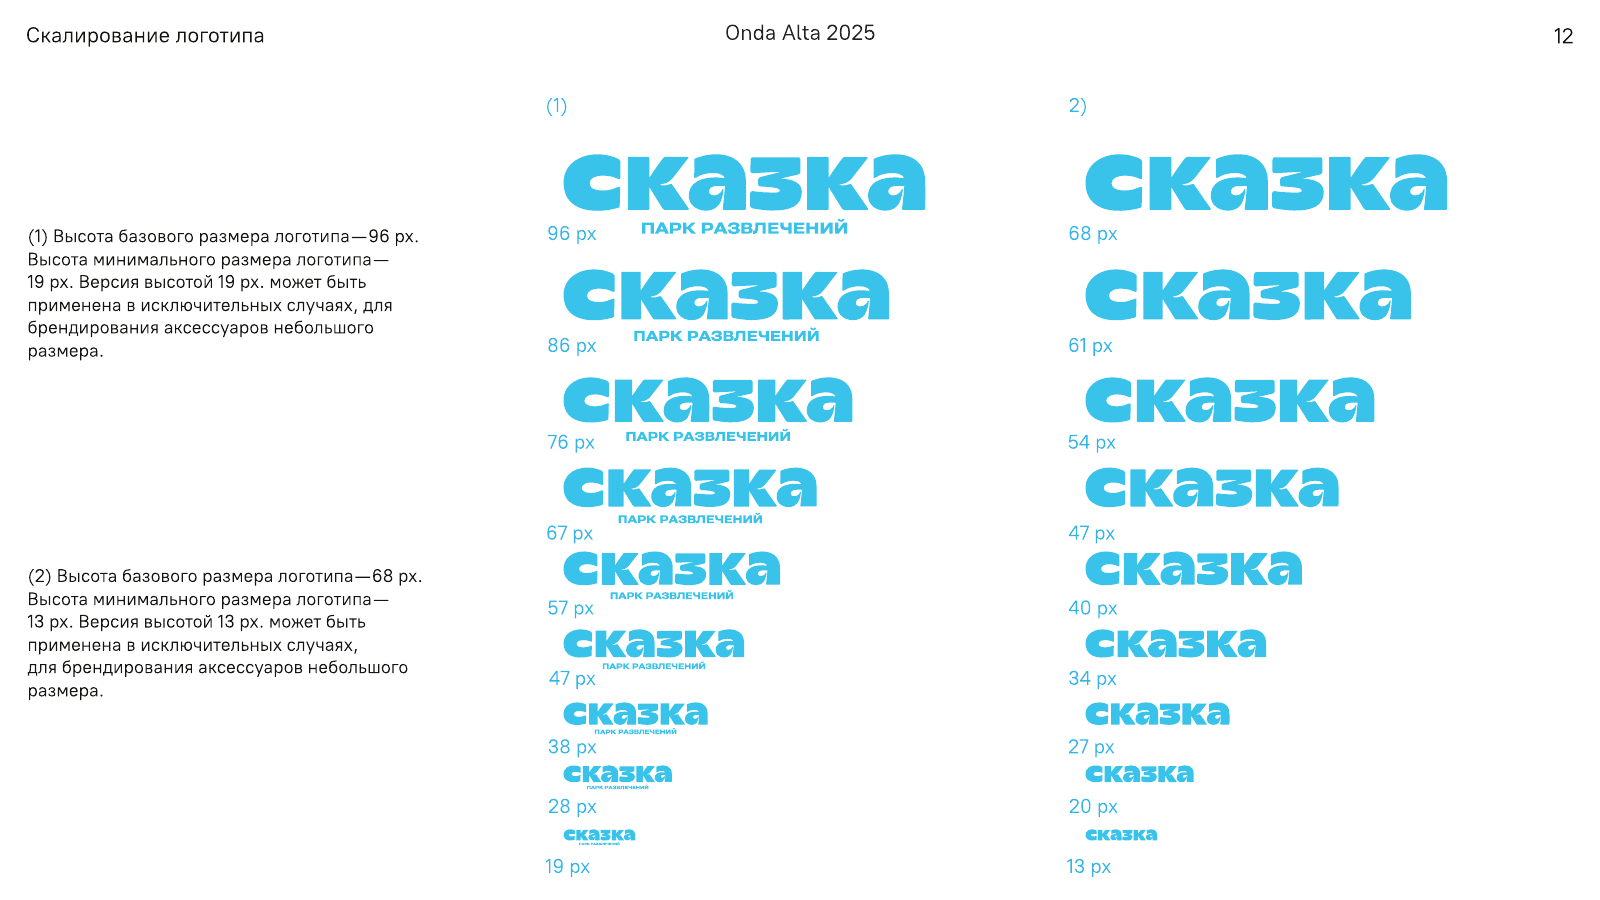 Скалирование логотипа
Onda Alta 2025
12
(1) Высота базового размера логотипа—96 px.
Высота минимального размера логотипа—
19 px. Версия высотой 19 px. может быть
применена в исключительных случаях, для
брендирования аксессуаров небольшого
размера.
(2) Высота базового размера логотипа—68 px.
Высота минимального размера логотипа—
13 px. Версия высотой 13 px. может быть
применена в исключительных случаях,
для брендирования аксессуаров небольшого
размера.
(1)
сказка
ПАРК РАЗВЛЕЧЕНИЙ
96 px
сказка
ПАРК РАЗВЛЕЧЕНИЙ
86 px
сказка
ПАРК РАЗВЛЕЧЕНИЙ
76 px
сказка
ПАРК РАЗВЛЕЧЕНИЙ
67 px
сказка
ПАРК РАЗВЛЕЧЕНИЙ
57 px
сказка
ПАРК РАЗВЛЕЧЕНИЙ
47 px
сказка
ПАРК РАЗВЛЕЧЕНИЙ
38 px
сказка
ПАРК РАЗВЛЕЧЕНИЙ
28 px
сказка
ПАРК РАЗВЛЕЧЕНИЙ
19 px
2)
сказка
68 px
сказка
61 px
сказка
54 px
сказка
47 px
сказка
40 px
сказка
34 px
сказка
27 px
сказка
20 px
сказка
13 px